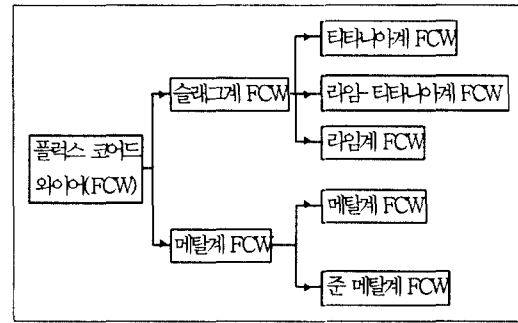 플럭스 코어드
와이어(FCW)
슬래그계 FCW
메탈계 FCW
티타니아계 FCW
라임-티타니아계 FCW
라임계 FCW
메탈계 FCW
준 메탈계 FCW